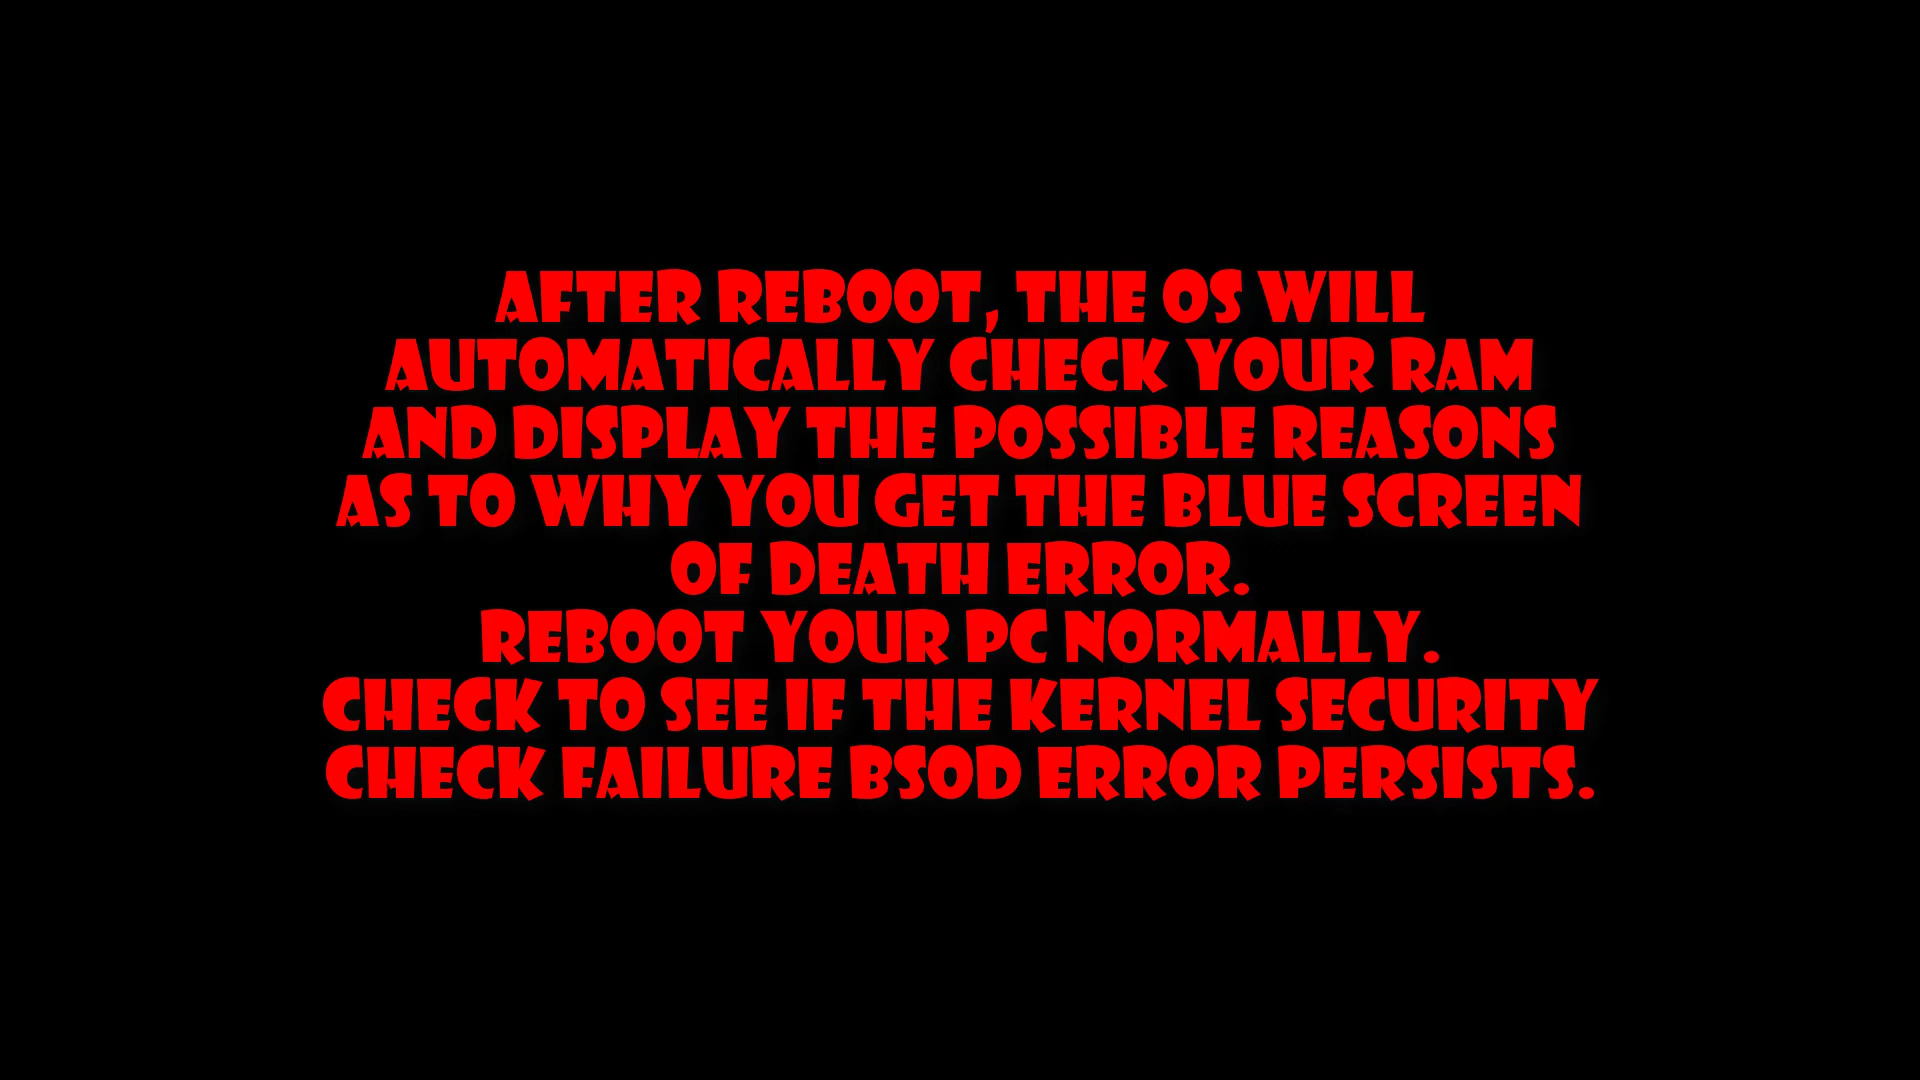 AFTER REBOOT, THE OS WILL
AUTOMATICALLY CHECK YOUR RAM
AND DISPLAY THE POSSIBLE REASONS
AS TO WHY YOU GET THE BLUE SCREEN
OF DEATH ERROR.
REBOOT YOUR PC NORMALLY.
CHECK TO SEE IF THE KERNEL SECURITY
CHECK FAILURE BSOD ERROR PERSISTS.